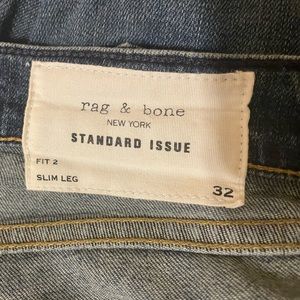 rag & bone
NEW YORK
STANDARD ISSUE
FIT 2
SLIM LEG
32